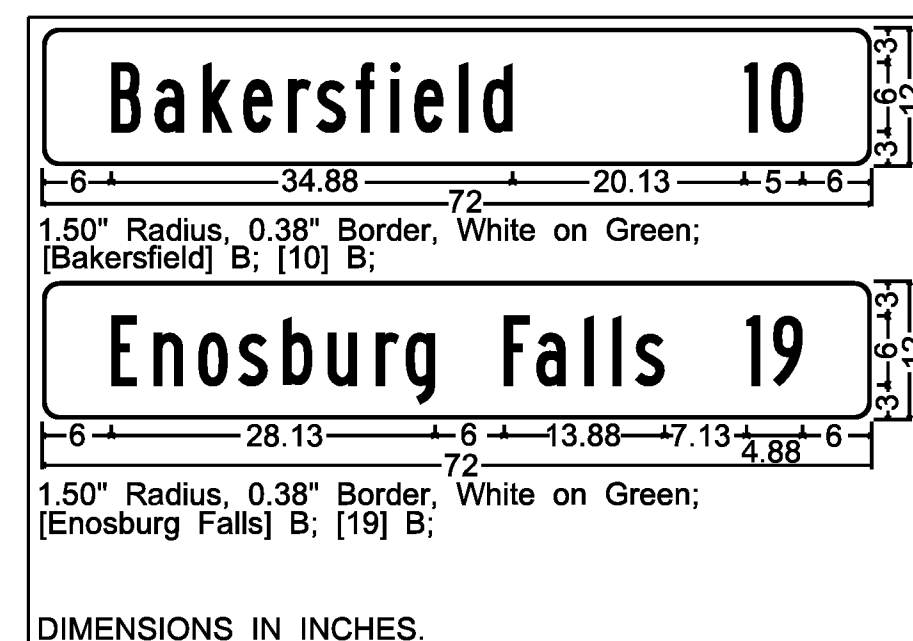 Bakersfield 10
3
6
3
12
6 34.88 20.13 5 6
72
1.50" Radius, 0.38" Border, White on Green;
[Bakersfield] B; [10] B;
Enosburg Falls 19
3
6
3
12
6 28.13 6 13.88 7.13 4.88 6
72
1.50" Radius, 0.38" Border, White on Green;
[Enosburg Falls] B; [19] B;
DIMENSIONS IN INCHES.